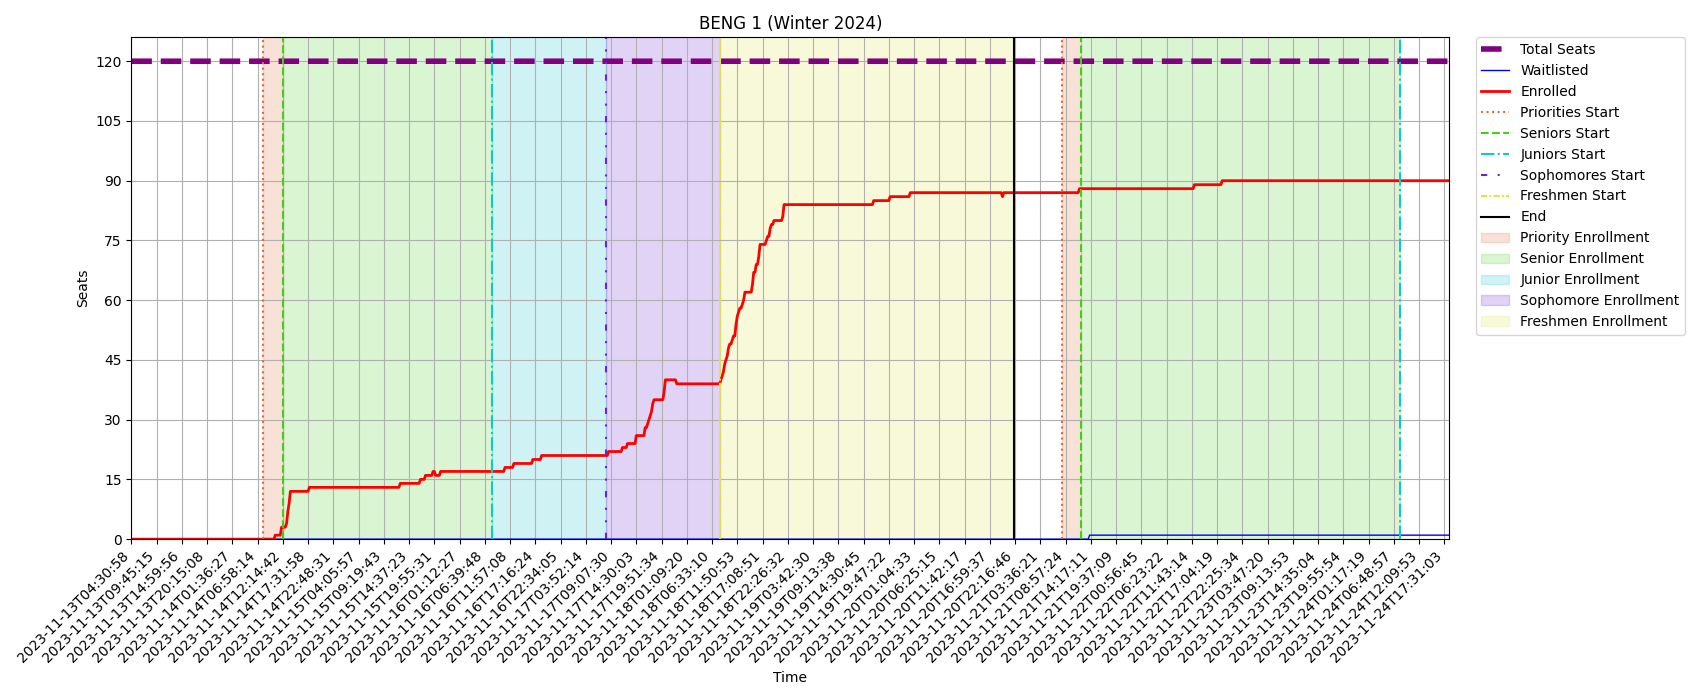 BENG 1 (Winter 2024)
120
105
90
75
60
45
30
15
0
Seats
2023-11-13T04:30:58
2023-11-13T09:45:15
2023-11-13T14:59:56
2023-11-13T20:15:08
2023-11-14T01:36:27
2023-11-14T06:58:14
2023-11-14T12:14:42
2023-11-14T17:31:58
2023-11-14T22:48:31
2023-11-15T04:05:57
2023-11-15T09:19:43
2023-11-15T14:37:23
2023-11-15T19:55:31
2023-11-16T01:12:27
2023-11-16T06:39:48
2023-11-16T11:57:08
2023-11-16T17:16:24
2023-11-16T22:34:05
2023-11-17T03:52:14
2023-11-17T09:07:30
2023-11-17T14:30:03
2023-11-17T19:51:34
2023-11-18T01:09:20
2023-11-18T06:33:10
2023-11-18T11:50:53
2023-11-18T17:08:51
2023-11-18T22:26:32
2023-11-19T03:42:30
2023-11-19T09:13:38
2023-11-19T14:30:45
2023-11-19T19:47:22
2023-11-20T01:04:33
2023-11-20T06:25:15
2023-11-20T11:42:17
2023-11-20T16:59:37
2023-11-20T22:16:46
2023-11-21T03:36:21
2023-11-21T08:57:24
2023-11-21T14:17:11
2023-11-21T19:37:09
2023-11-22T00:56:45
2023-11-22T06:23:22
2023-11-22T11:43:14
2023-11-22T17:04:19
2023-11-22T22:25:34
2023-11-23T03:47:20
2023-11-23T09:13:53
2023-11-23T14:35:04
2023-11-23T19:55:54
2023-11-24T01:17:19
2023-11-24T06:48:57
2023-11-24T12:09:53
2023-11-24T17:31:03
Time
Total Seats
Waitlisted
Enrolled
Priorities Start
Seniors Start
Juniors Start
Sophomores Start
Freshmen Start
End
Priority Enrollment
Senior Enrollment
Junior Enrollment
Sophomore Enrollment
Freshmen Enrollment